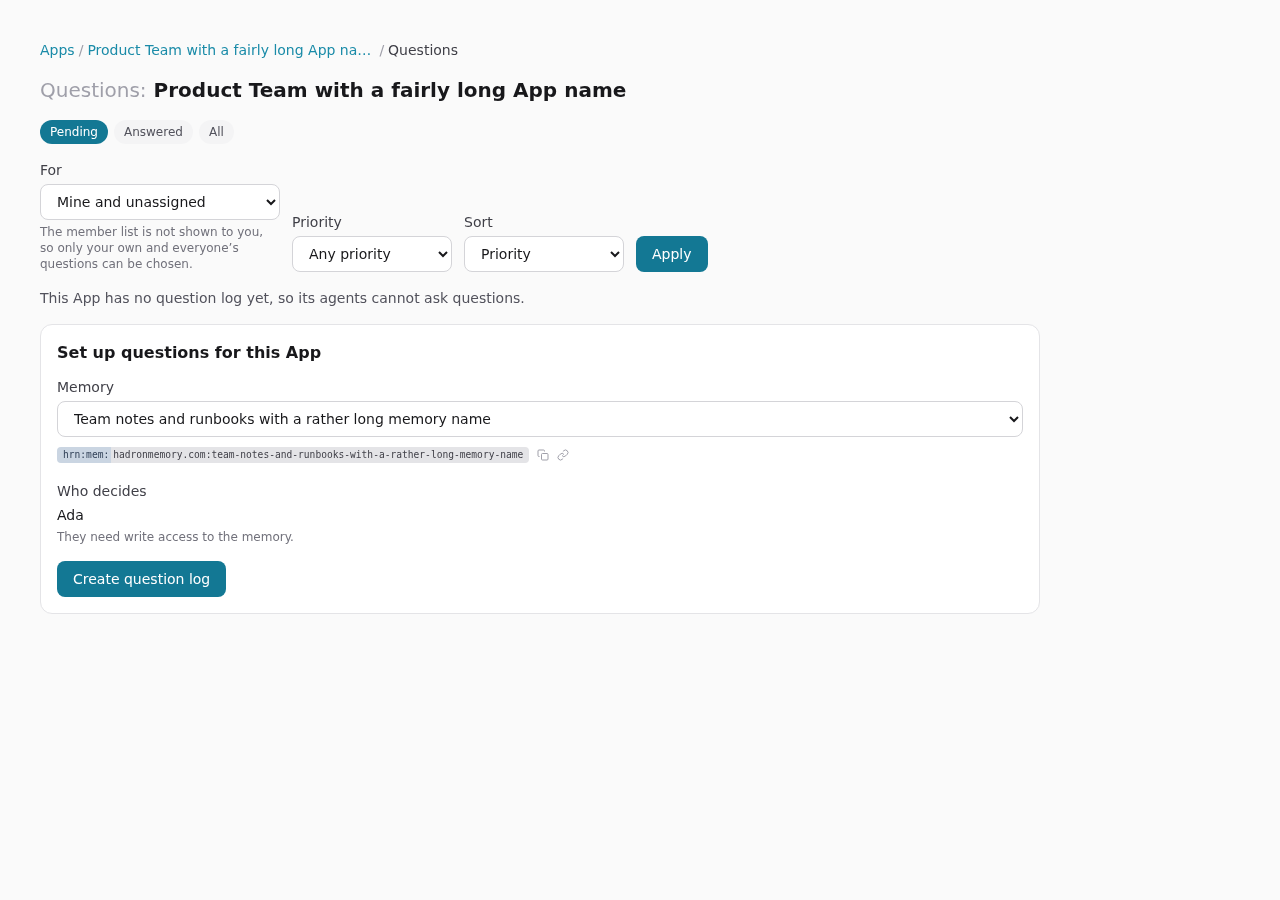 Apps / Product Team with a fairly long App na… / Questions
Questions: Product Team with a fairly long App name
Pending Answered All
For
Mine and unassigned
The member list is not shown to you,
so only your own and everyone’s
questions can be chosen.
Priority
Any priority
Sort
Priority
Apply
This App has no question log yet, so its agents cannot ask questions.
Set up questions for this App
Memory
Team notes and runbooks with a rather long memory name
hrn:mem: hadronmemory.com:team-notes-and-runbooks-with-a-rather-long-memory-name
Who decides
Ada
They need write access to the memory.
Create question log